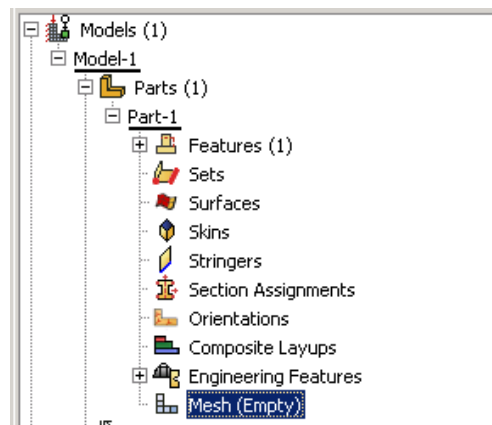 Models (1)
Model-1
Parts (1)
Part-1
Features (1)
Sets
Surfaces
Skins
Stringers
Section Assignments
Orientations
Composite Layups
Engineering Features
Mesh (Empty)